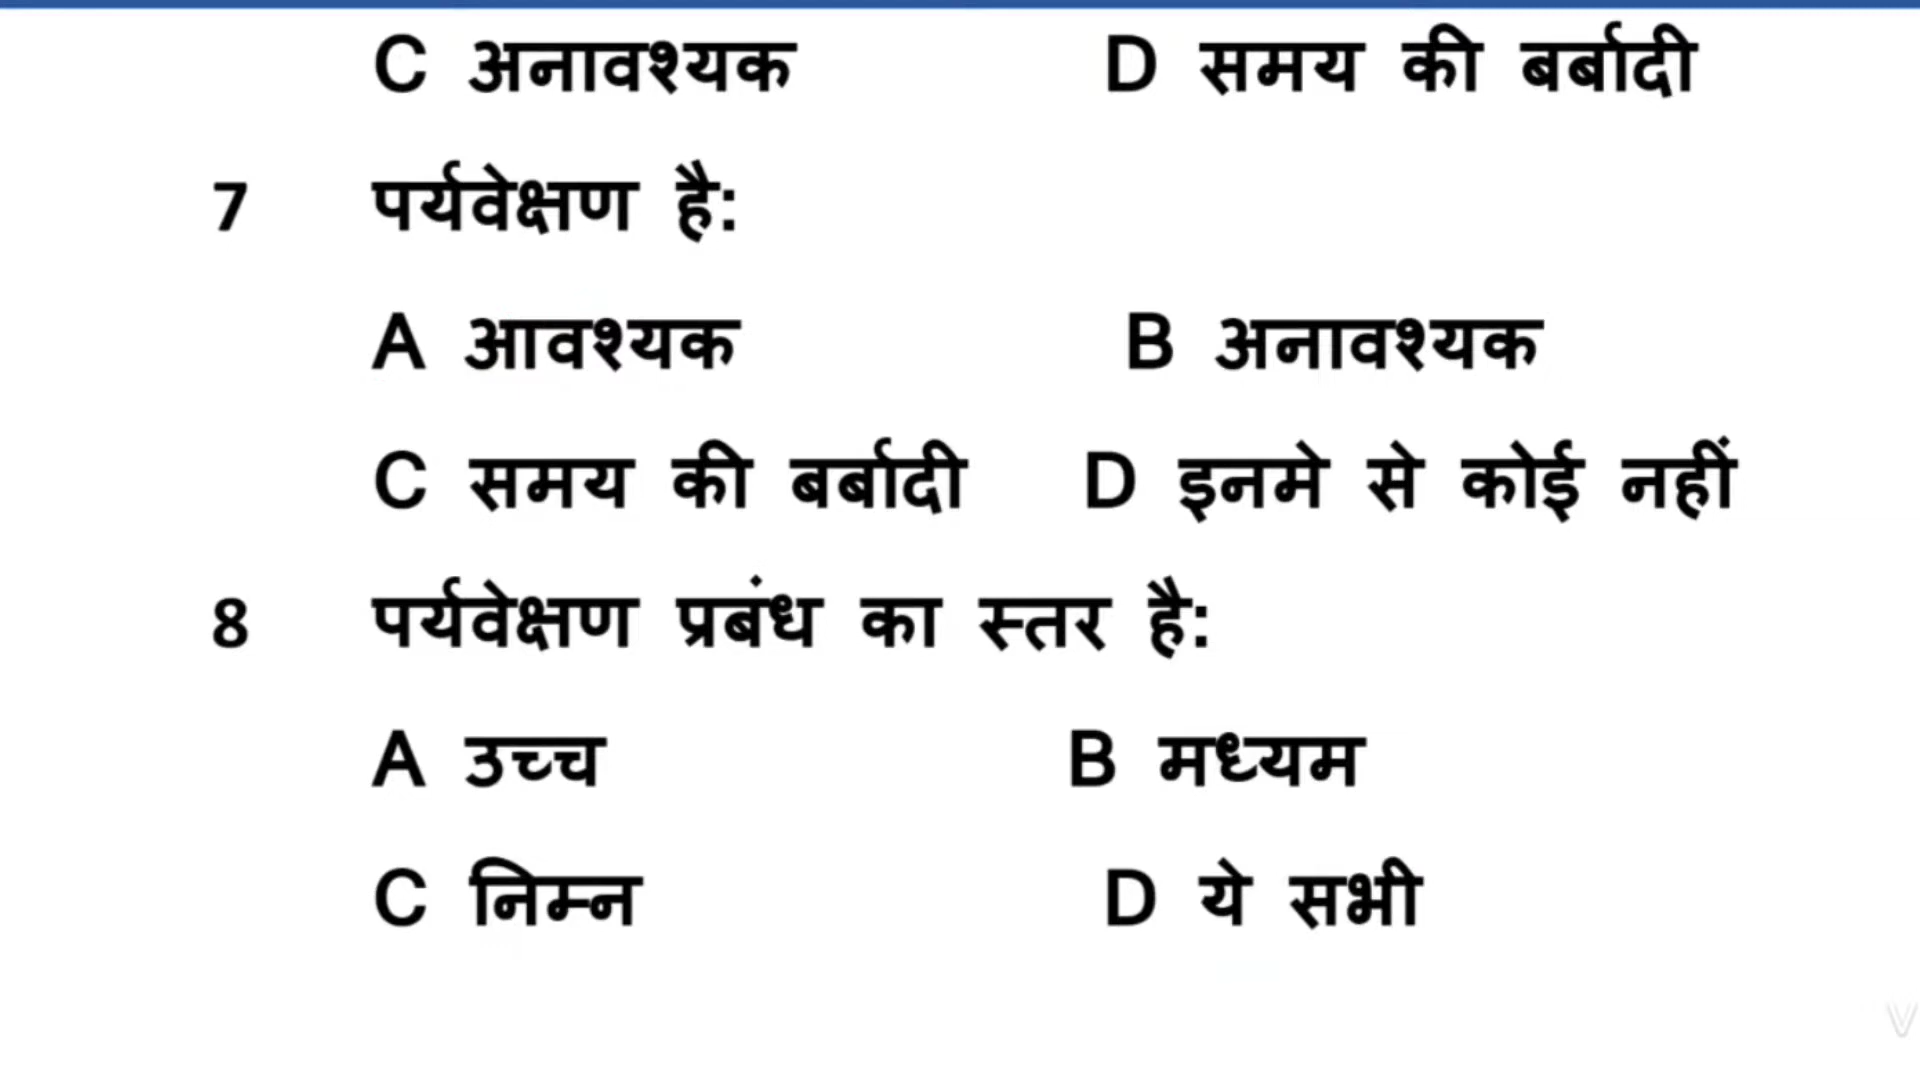 C अनावश्यक D समय की बर्बादी
7 पर्यवेक्षण है:
A आवश्यक B अनावश्यक
C समय की बर्बादी D इनमे से कोई नहीं
8 पर्यवेक्षण प्रबंध का स्तर है:
A उच्च B मध्यम
C निम्न D ये सभी
V